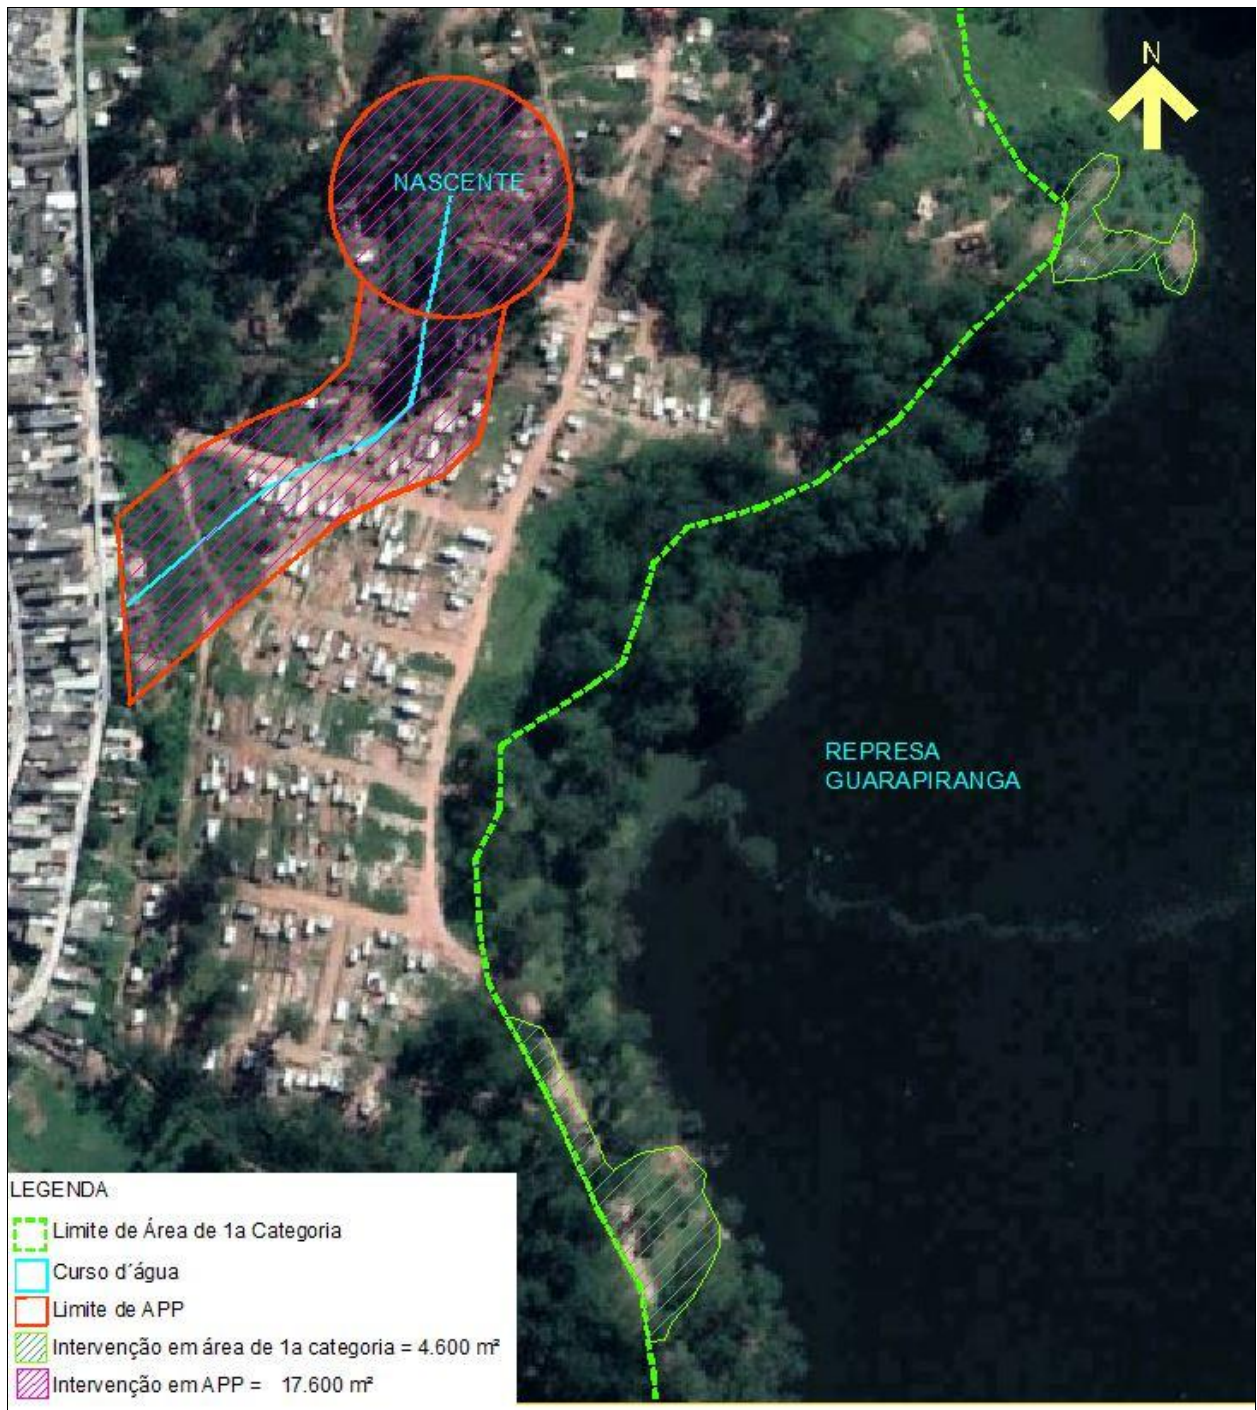 N
NASCENTE
REPRESA
GUARAPIRANGA
LEGENDA
Limite de Área de 1a Categoria
Curso d´água
Limite de APP
Intervenção em área de 1a categoria = 4.600 m²
Intervenção em APP = 17.600 m²